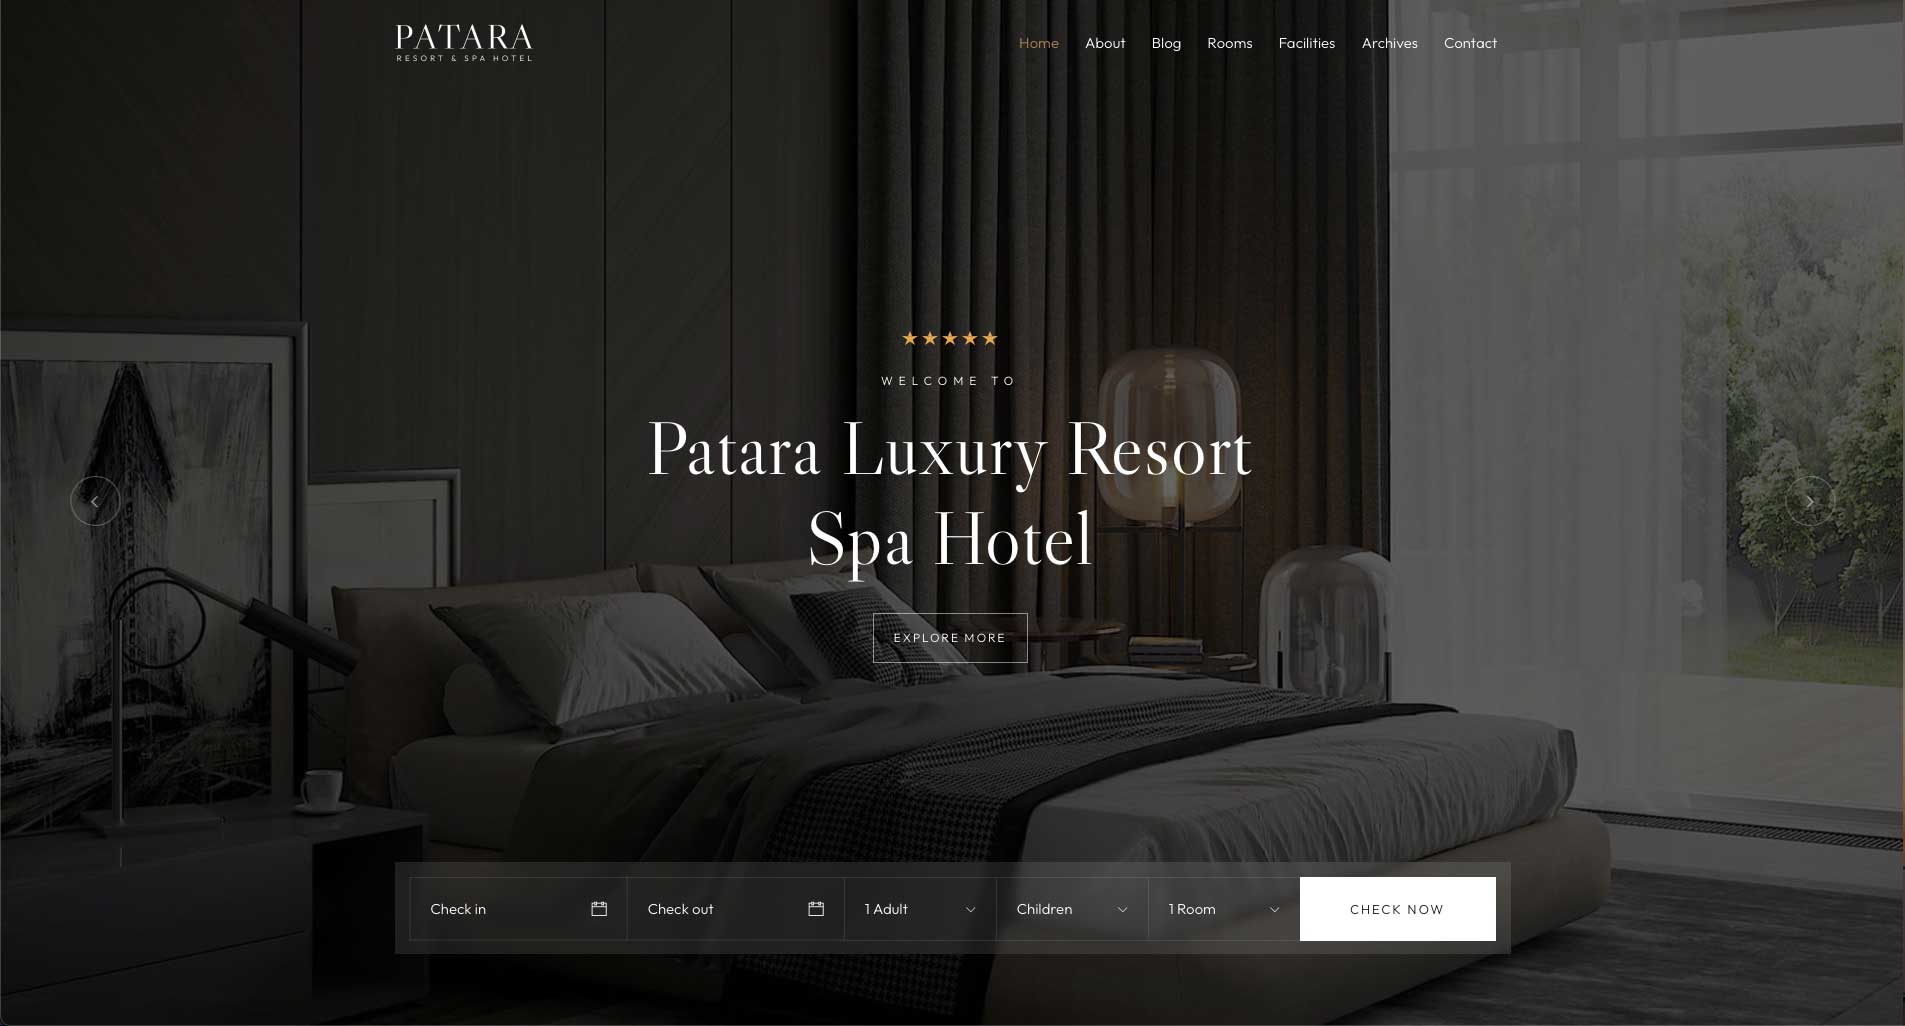 PATARA
RESORT & SPA HOTEL
Home About Blog Rooms Facilities Archives Contact
WELCOME TO
Patara Luxury Resort
Spa Hotel
EXPLORE MORE
Check in Check out 1 Adult Children 1 Room CHECK NOW